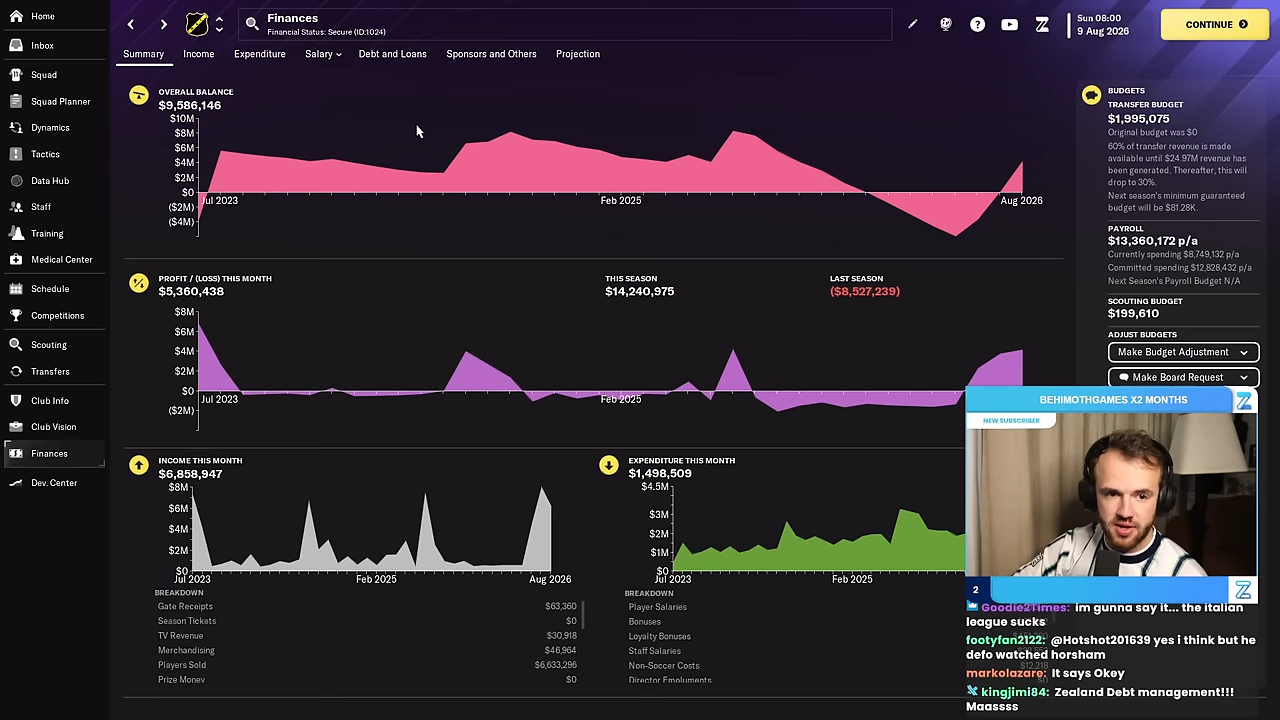 Home
Inbox
Squad
Squad Planner
Dynamics
Tactics
Data Hub
Staff
Training
Medical Center
Schedule
Competitions
Scouting
Transfers
Club Info
Club Vision
Finances
Dev. Center
Finances
Financial Status: Secure (ID:1024)
Sun 08:00
9 Aug 2026
CONTINUE
Summary
Income
Expenditure
Salary
Debt and Loans
Sponsors and Others
Projection
OVERALL BALANCE
$9,586,146
$10M
$8M
$6M
$4M
$2M
$0
($2M)
($4M)
Jul 2023
Feb 2025
Aug 2026
PROFIT / (LOSS) THIS MONTH
$5,360,438
THIS SEASON
$14,240,975
LAST SEASON
($8,527,239)
$8M
$6M
$4M
$2M
$0
($2M)
Jul 2023
Feb 2025
INCOME THIS MONTH
$6,858,947
$8M
$6M
$4M
$2M
$0
Jul 2023
Feb 2025
Aug 2026
BREAKDOWN
Gate Receipts $63,360
Season Tickets $0
TV Revenue $30,918
Merchandising $46,964
Players Sold $6,633,296
Prize Money $0
EXPENDITURE THIS MONTH
$1,498,509
$4.5M
$3M
$2M
$1M
$0
Jul 2023
Feb 2025
BREAKDOWN
Player Salaries
Bonuses
Loyalty Bonuses
Staff Salaries
Non-Soccer Costs
Director Emoluments
BUDGETS
TRANSFER BUDGET
$1,995,075
Original budget was $0
60% of transfer revenue is made
available until $24.97M revenue has
been generated. Thereafter, this will
drop to 30%.
Next season's minimum guaranteed
budget will be $81.28K.
PAYROLL
$13,360,172 p/a
Currently spending $8,749,132 p/a
Committed spending $12,828,432 p/a
Next Season's Payroll Budget N/A
SCOUTING BUDGET
$199,610
ADJUST BUDGETS
Make Budget Adjustment
Make Board Request
BEHIMOTHGAMES X2 MONTHS
NEW SUBSCRIBER
2
Goodie2Times: im gunna say it... the italian
league sucks
footyfan2122: @Hotshot201639 yes i think but he
defo watched horsham
markolazare: It says Okey
kingjimi84: Zealand Debt management!!!
Maassss